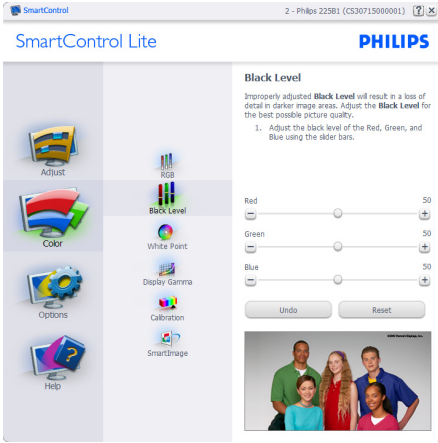 SmartControl
2 - Philips 225B1 (CS30715000001)
SmartControl Lite
PHILIPS
Adjust
Color
Options
Help
RGB
Black Level
White Point
Display Gamma
Calibration
SmartImage
Black Level
Improperly adjusted Black Level will result in a loss of
detail in darker image areas. Adjust the Black Level for
the best possible picture quality.
1. Adjust the black level of the Red, Green, and
Blue using the slider bars.
Red 50
Green 50
Blue 50
Undo Reset